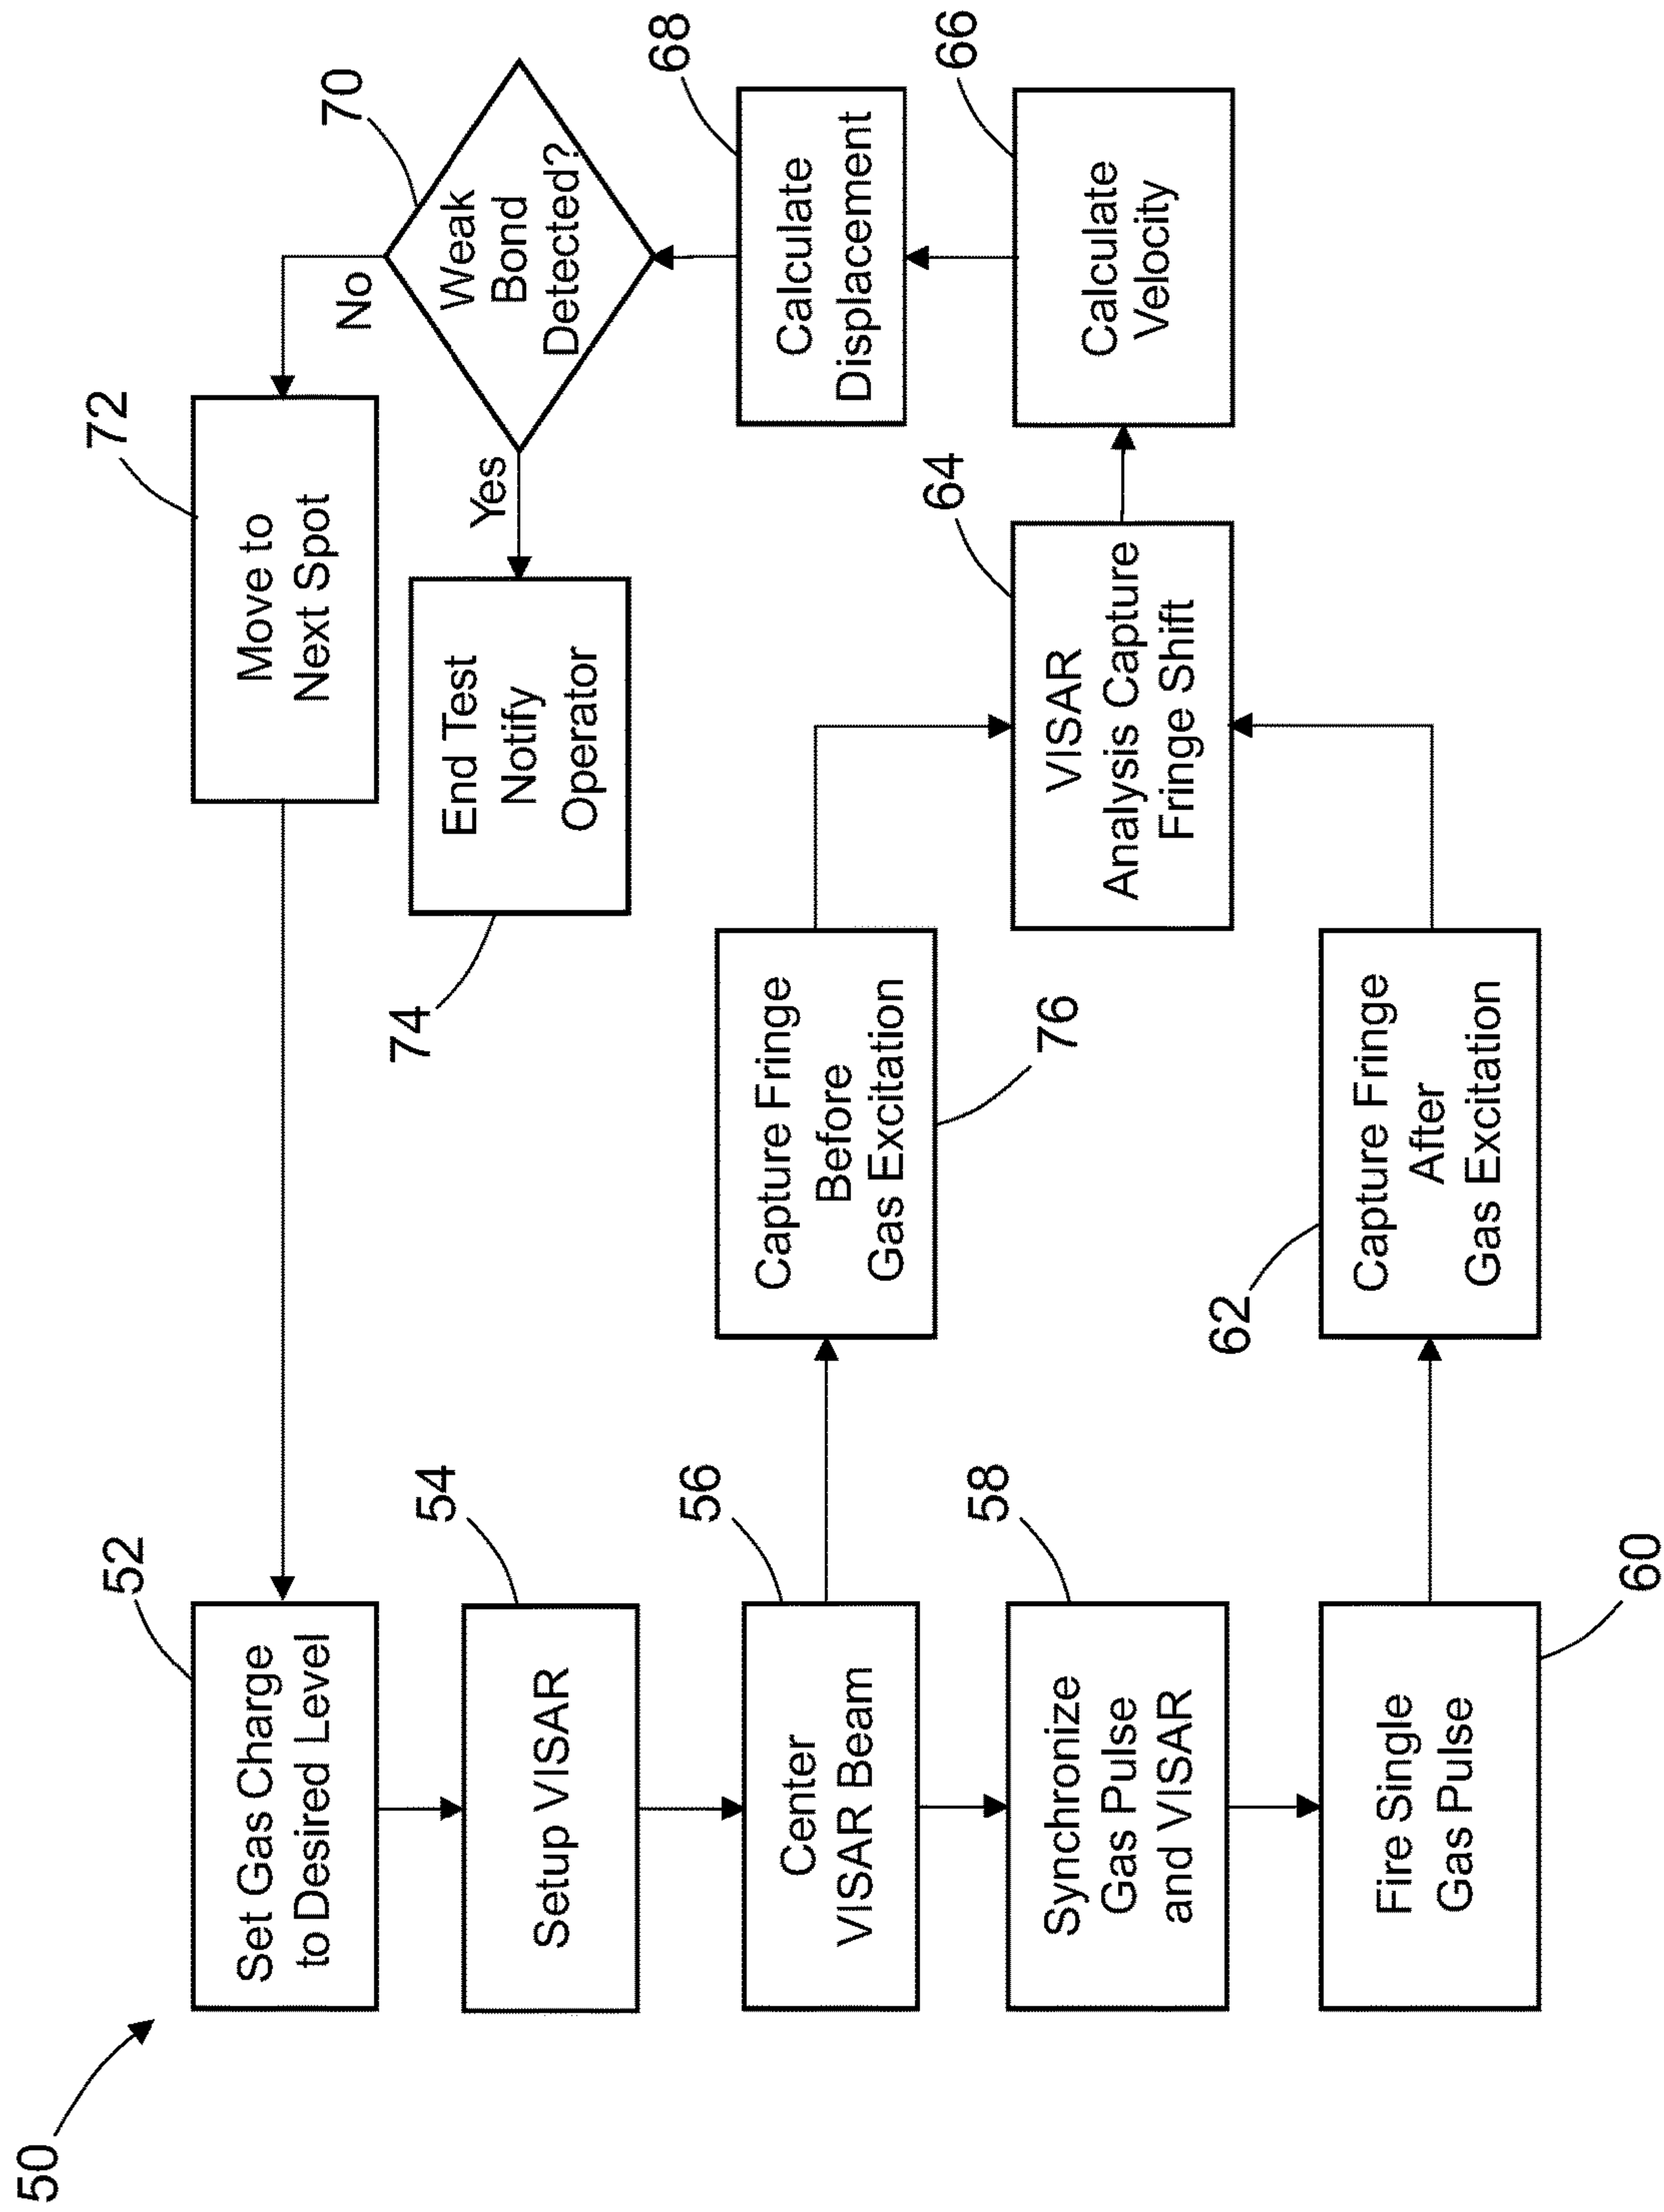 50
52
Set Gas Charge
to Desired Level
54
Setup VISAR
56
Center
VISAR Beam
58
Synchronize
Gas Pulse
and VISAR
60
Fire Single
Gas Pulse
76
Capture Fringe
Before
Gas Excitation
62
Capture Fringe
After
Gas Excitation
64
VISAR
Analysis Capture
Fringe Shift
66
Calculate
Velocity
68
Calculate
Displacement
70
Weak
Bond
Detected?
No
Yes
72
Move to
Next Spot
74
End Test
Notify
Operator